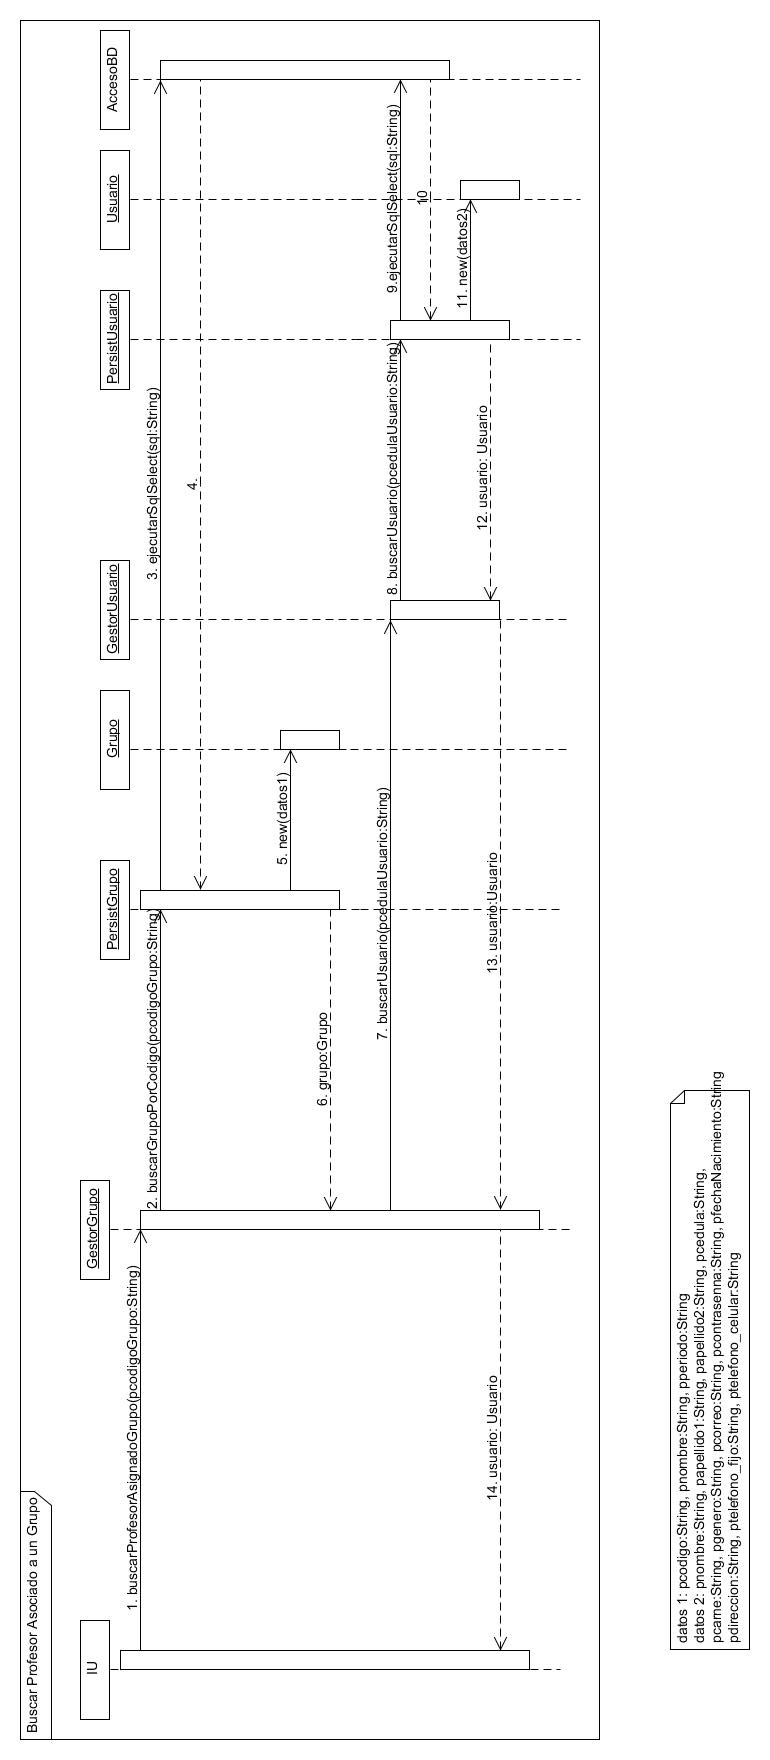 Buscar Profesor Asociado a un Grupo
IU
GestorGrupo
PersistGrupo
Grupo
GestorUsuario
PersistUsuario
Usuario
AccesoBD
1. buscarProfesorAsignadoGrupo(pcodigoGrupo:String)
2. buscarGrupoPorCodigo(pcodigoGrupo:String)
3. ejecutarSqlSelect(sql:String)
4.
5. new(datos1)
6. grupo:Grupo
7. buscarUsuario(pcedulaUsuario:String)
8. buscarUsuario(pcedulaUsuario:String)
9.ejecutarSqlSelect(sql:String)
10
11. new(datos2)
12. usuario: Usuario
13. usuario:Usuario
14. usuario: Usuario
datos 1: pcodigo:String, pnombre:String, pperiodo:String
datos 2: pnombre:String, papellido1:String, papellido2:String, pcedula:String,
pcarne:String, pgenero:String, pcorreo:String, pcontrasenna:String, pfechaNacimiento:String
pdireccion:String, ptelefono_fijo:String, ptelefono_celular:String